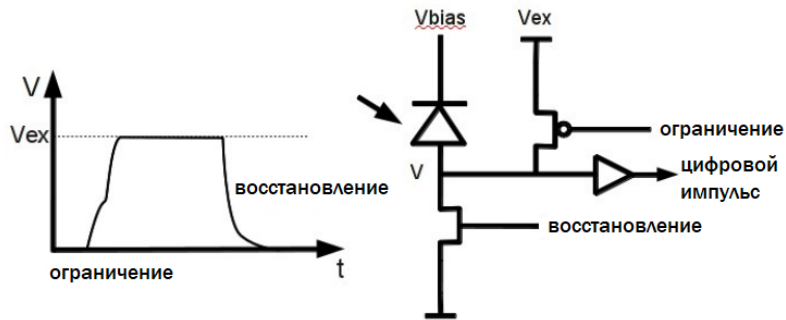 V
Vex
восстановление
ограничение
t
Vbias
Vex
ограничение
V
цифровой
импульс
восстановление